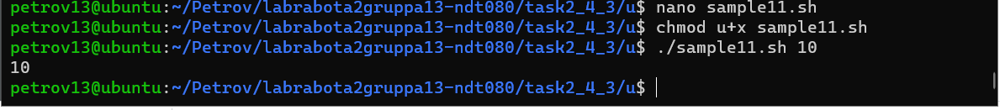 petrov13@ubuntu:~/Petrov/labrabota2gruppa13-ndt080/task2_4_3/u$ nano sample11.sh
petrov13@ubuntu:~/Petrov/labrabota2gruppa13-ndt080/task2_4_3/u$ chmod u+x sample11.sh
petrov13@ubuntu:~/Petrov/labrabota2gruppa13-ndt080/task2_4_3/u$ ./sample11.sh 10
10
petrov13@ubuntu:~/Petrov/labrabota2gruppa13-ndt080/task2_4_3/u$